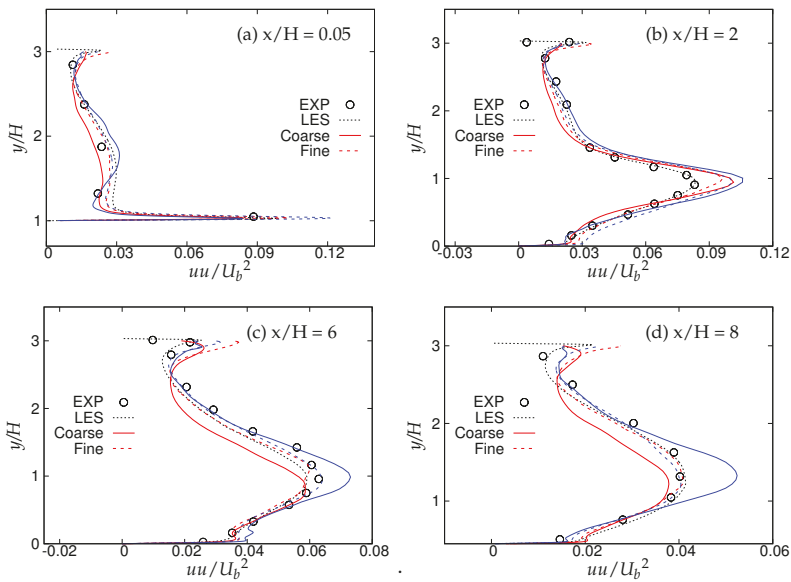 (a) x/H = 0.05
3
2
1
y/H
EXP
LES
Coarse
Fine
0 0.03 0.06 0.09 0.12
uu/U_b^2
(b) x/H = 2
3
2
1
0
y/H
EXP
LES
Coarse
Fine
-0.03 0 0.03 0.06 0.09 0.12
uu/U_b^2
(c) x/H = 6
3
2
1
0
y/H
EXP
LES
Coarse
Fine
-0.02 0 0.02 0.04 0.06 0.08
uu/U_b^2
.
(d) x/H = 8
3
2
1
0
y/H
EXP
LES
Coarse
Fine
0 0.02 0.04 0.06
uu/U_b^2